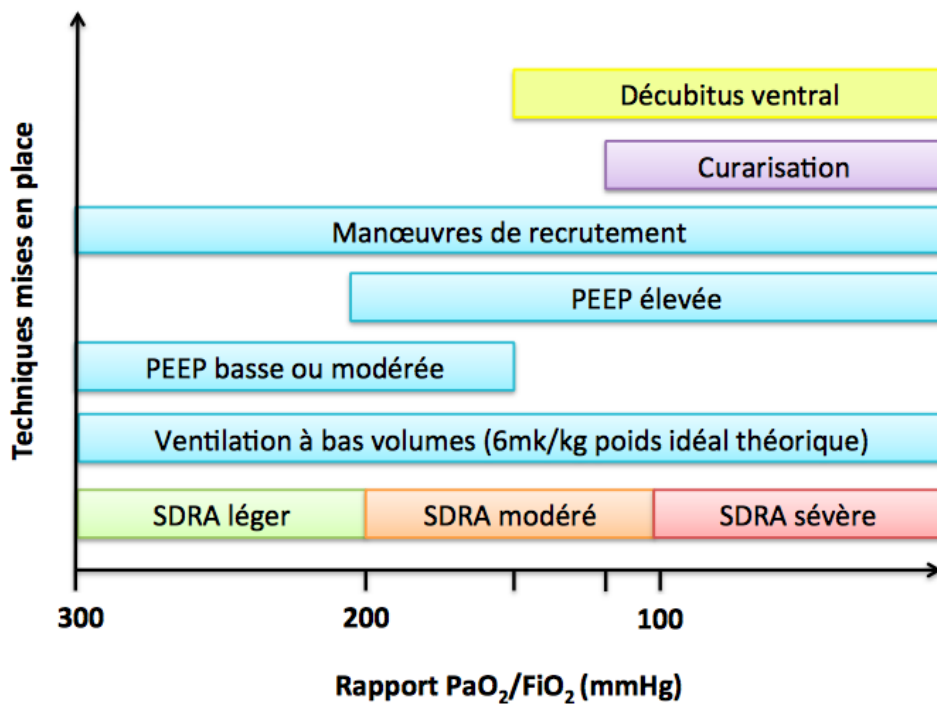 Techniques mises en place
Décubitus ventral
Curarisation
Manœuvres de recrutement
PEEP élevée
PEEP basse ou modérée
Ventilation à bas volumes (6mk/kg poids idéal théorique)
SDRA léger
SDRA modéré
SDRA sévère
300
200
100
Rapport PaO₂/FiO₂ (mmHg)